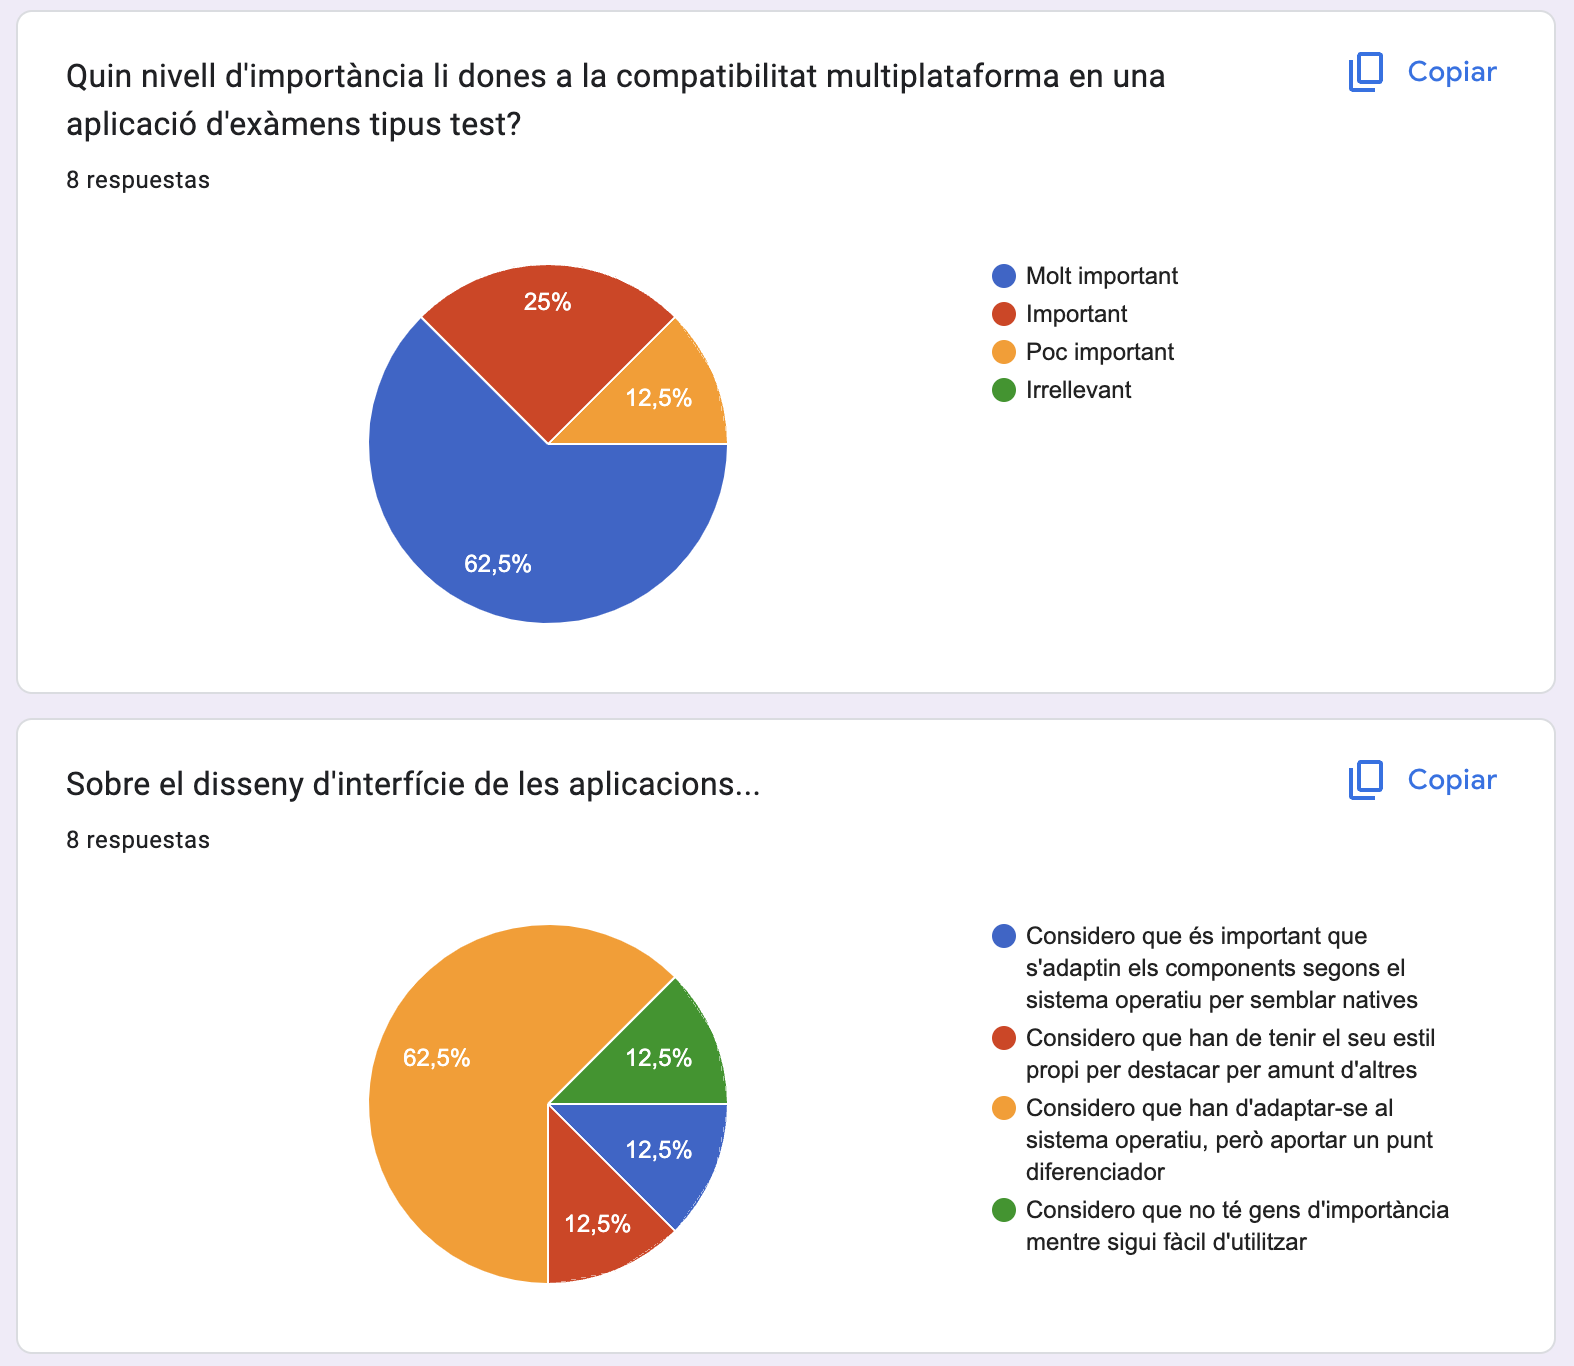 Quin nivell d'importància li dones a la compatibilitat multiplataforma en una
aplicació d'exàmens tipus test?
Copiar
8 respuestas
25%
12,5%
62,5%
Molt important
Important
Poc important
Irrellevant
Sobre el disseny d'interfície de les aplicacions...
Copiar
8 respuestas
62,5%
12,5%
12,5%
12,5%
Considero que és important que
s'adaptin els components segons el
sistema operatiu per semblar natives
Considero que han de tenir el seu estil
propi per destacar per amunt d'altres
Considero que han d'adaptar-se al
sistema operatiu, però aportar un punt
diferenciador
Considero que no té gens d'importància
mentre sigui fàcil d'utilitzar